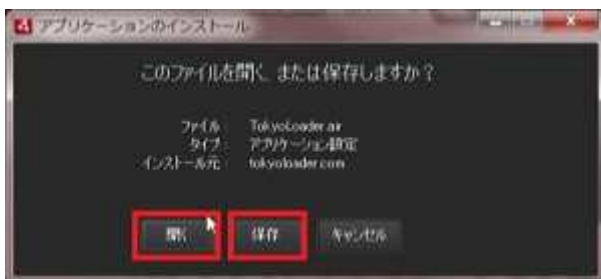 アプリケーションのインストール
このファイルを開く、または保存しますか？
ファイル: TokyoLoader.air
タイプ: アプリケーション設定
インストール元: tokyoloader.com
開く 保存 キャンセル